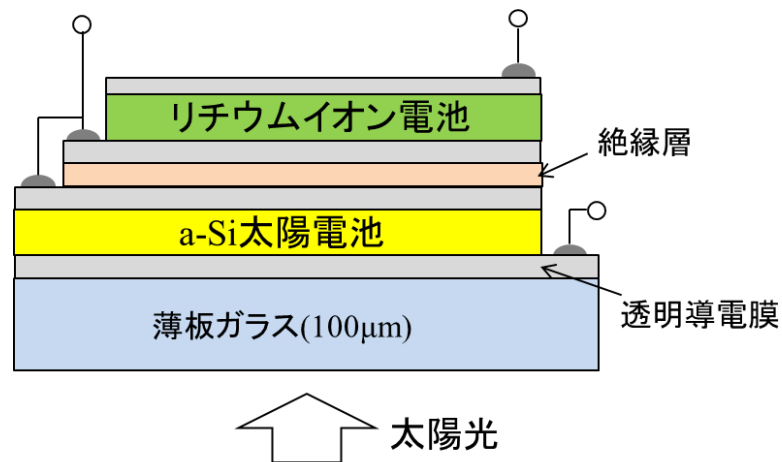 リチウムイオン電池
絶縁層
a-Si太陽電池
透明導電膜
薄板ガラス(100μm)
太陽光